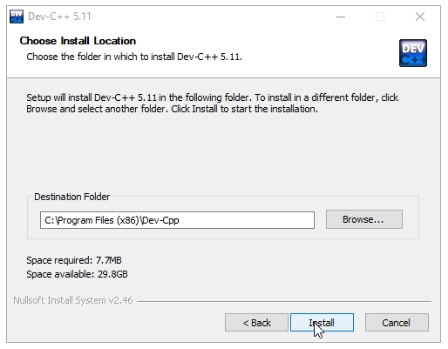 Dev-C++ 5.11
Choose Install Location
Choose the folder in which to install Dev-C++ 5.11.
DEV
C++
Setup will install Dev-C++ 5.11 in the following folder. To install in a different folder, click
Browse and select another folder. Click Install to start the installation.
Destination Folder
C:\Program Files (x86)\Dev-Cpp
Browse...
Space required: 7.7MB
Space available: 29.8GB
Nullsoft Install System v2.46
< Back
Install
Cancel